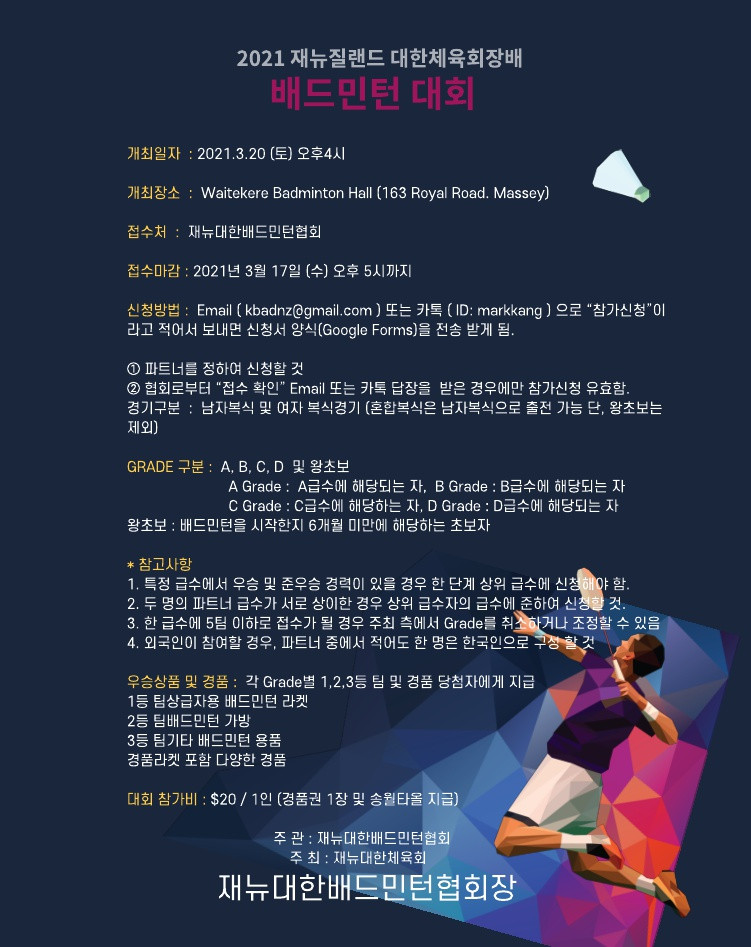 2021 재뉴질랜드 대한체육회장배
배드민턴 대회
개최일자 : 2021.3.20 (토) 오후4시
개최장소 : Waitekere Badminton Hall (163 Royal Road. Massey)
접수처 : 재뉴대한배드민턴협회
접수마감 : 2021년 3월 17일 (수) 오후 5시까지
신청방법 : Email ( kbadnz@gmail.com ) 또는 카톡 ( ID: markkang ) 으로 “참가신청”이
라고 적어서 보내면 신청서 양식(Google Forms)을 전송 받게 됨.
① 파트너를 정하여 신청할 것
② 협회로부터 “접수 확인” Email 또는 카톡 답장을 받은 경우에만 참가신청 유효함.
경기구분 : 남자복식 및 여자 복식경기 (혼합복식은 남자복식으로 출전 가능 단, 왕초보는
제외)
GRADE 구분 : A, B, C, D 및 왕초보
A Grade : A급수에 해당되는 자, B Grade : B급수에 해당되는 자
C Grade : C급수에 해당하는 자, D Grade : D급수에 해당되는 자
왕초보 : 배드민턴을 시작한지 6개월 미만에 해당하는 초보자
* 참고사항
1. 특정 급수에서 우승 및 준우승 경력이 있을 경우 한 단계 상위 급수에 신청해야 함.
2. 두 명의 파트너 급수가 서로 상이한 경우 상위 급수자의 급수에 준하여 신청할 것.
3. 한 급수에 5팀 이하로 접수가 될 경우 주최 측에서 Grade를 취소하거나 조정할 수 있음
4. 외국인이 참여할 경우, 파트너 중에서 적어도 한 명은 한국인으로 구성 할 것
우승상품 및 경품 : 각 Grade별 1,2,3등 팀 및 경품 당첨자에게 지급
1등 팀상급자용 배드민턴 라켓
2등 팀배드민턴 가방
3등 팀기타 배드민턴 용품
경품라켓 포함 다양한 경품
대회 참가비 : $20 / 1인 (경품권 1장 및 송월타올 지급)
주 관 : 재뉴대한배드민턴협회
주 최 : 재뉴대한체육회
재뉴대한배드민턴협회장